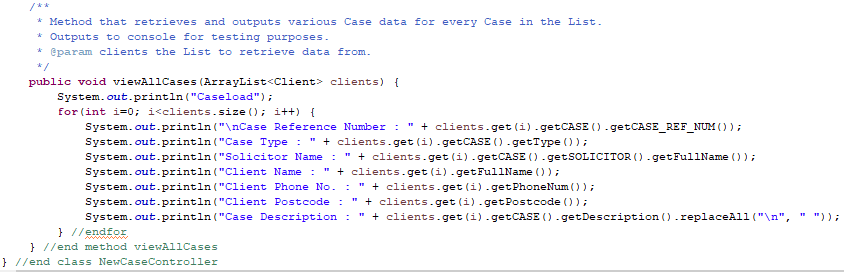 /**
 * Method that retrieves and outputs various Case data for every Case in the List.
 * Outputs to console for testing purposes.
 * @param clients the List to retrieve data from.
 */
public void viewAllCases(ArrayList<Client> clients) {
    System.out.println("Caseload");
    for(int i=0; i<clients.size(); i++) {
        System.out.println("\nCase Reference Number : " + clients.get(i).getCASE().getCASE_REF_NUM());
        System.out.println("Case Type : " + clients.get(i).getCASE().getType());
        System.out.println("Solicitor Name : " + clients.get(i).getCASE().getSOLICITOR().getFullName());
        System.out.println("Client Name : " + clients.get(i).getFullName());
        System.out.println("Client Phone No. : " + clients.get(i).getPhoneNum());
        System.out.println("Client Postcode : " + clients.get(i).getPostcode());
        System.out.println("Case Description : " + clients.get(i).getCASE().getDescription().replaceAll("\n", " "));
    } //endfor
} //end method viewAllCases
} //end class NewCaseController